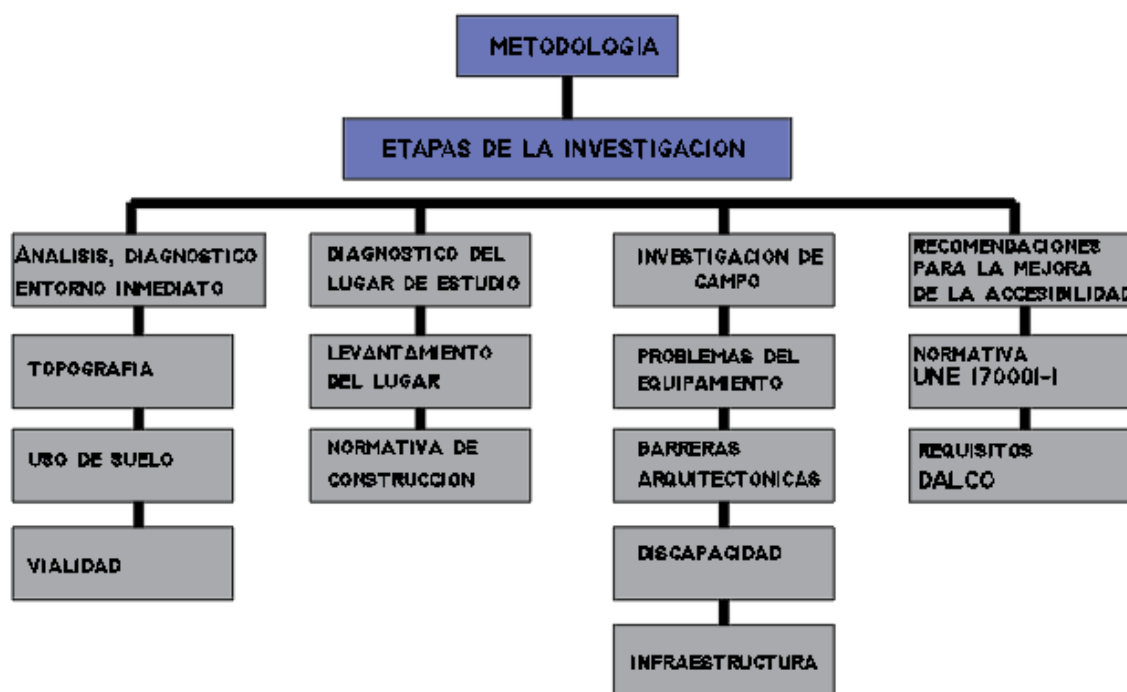 METODOLOGIA
ETAPAS DE LA INVESTIGACION
ANALISIS, DIAGNOSTICO
ENTORNO INMEDIATO
TOPOGRAFIA
USO DE SUELO
VIALIDAD
DIAGNOSTICO DEL
LUGAR DE ESTUDIO
LEVANTAMIENTO
DEL LUGAR
NORMATIVA DE
CONSTRUCCION
INVESTIGACION DE
CAMPO
PROBLEMAS DEL
EQUIPAMIENTO
BARRERAS
ARQUITECTONICAS
DISCAPACIDAD
INFRAESTRUCTURA
RECOMENDACIONES
PARA LA MEJORA
DE LA ACCESIBILIDAD
NORMATIVA
UNE 170001-1
REQUISITOS
DALCO